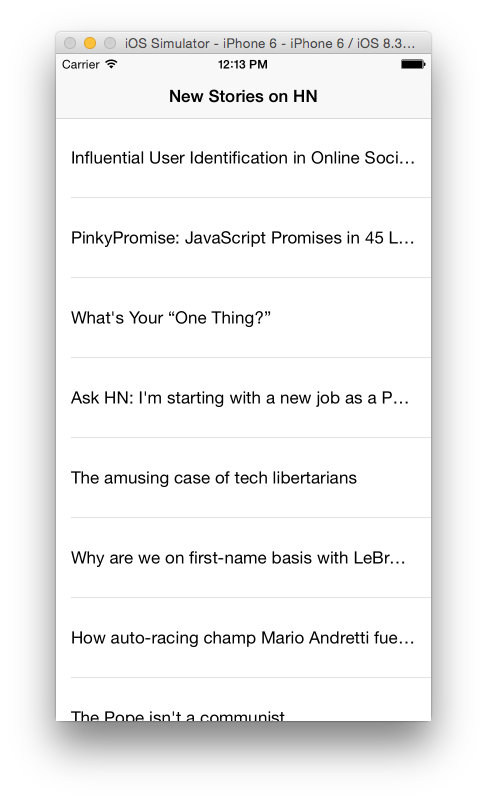 iOS Simulator - iPhone 6 - iPhone 6 / iOS 8.3...
Carrier 12:13 PM
New Stories on HN
Influential User Identification in Online Soci...
PinkyPromise: JavaScript Promises in 45 L...
What's Your “One Thing?”
Ask HN: I'm starting with a new job as a P...
The amusing case of tech libertarians
Why are we on first-name basis with LeBr...
How auto-racing champ Mario Andretti fue...
The Pope isn't a communist